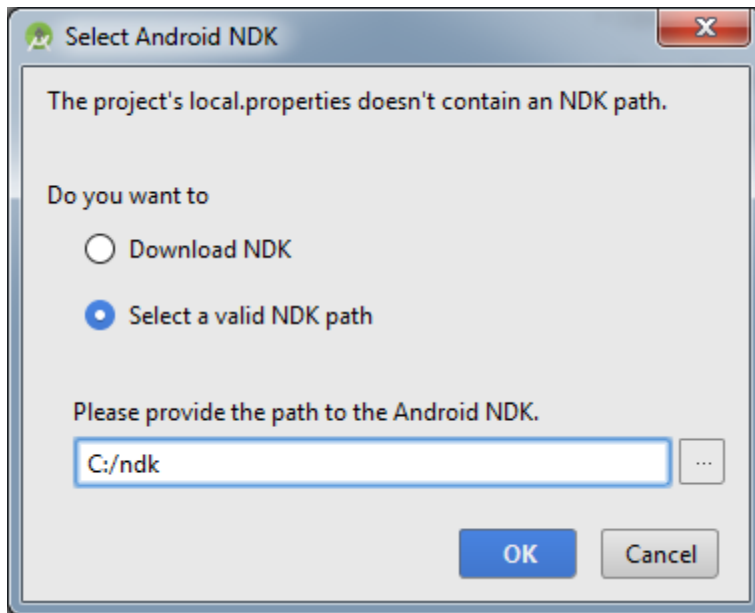 Select Android NDK
The project's local.properties doesn't contain an NDK path.
Do you want to
Download NDK
Select a valid NDK path
Please provide the path to the Android NDK.
C:/ndk
...
OK
Cancel